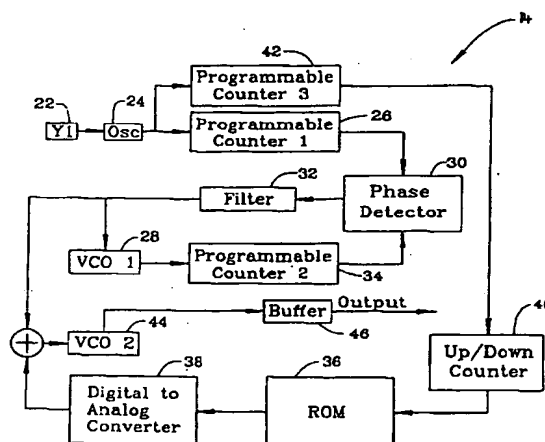 14
42
Programmable
Counter 3
22
24
26
Y1
Osc
Programmable
Counter 1
30
32
Phase
Detector
Filter
28
VCO 1
Programmable
Counter 2
34
Buffer
Output
46
44
VCO 2
40
Up/Down
Counter
38
36
Digital to
Analog
Converter
ROM